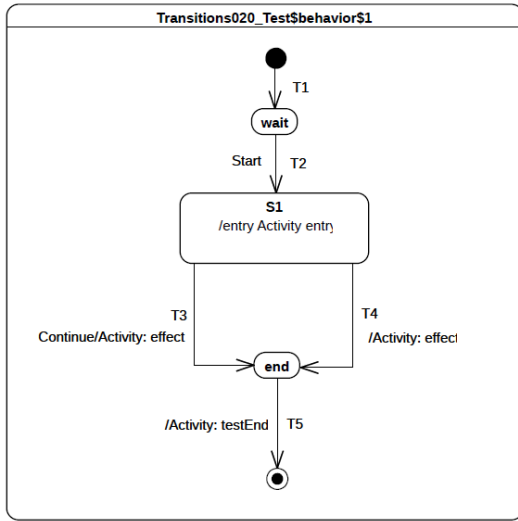 Transitions020_Test$behavior$1
T1
wait
Start T2
S1
/entry Activity entry
T3 T4
Continue/Activity: effect /Activity: effect
end
/Activity: testEnd T5